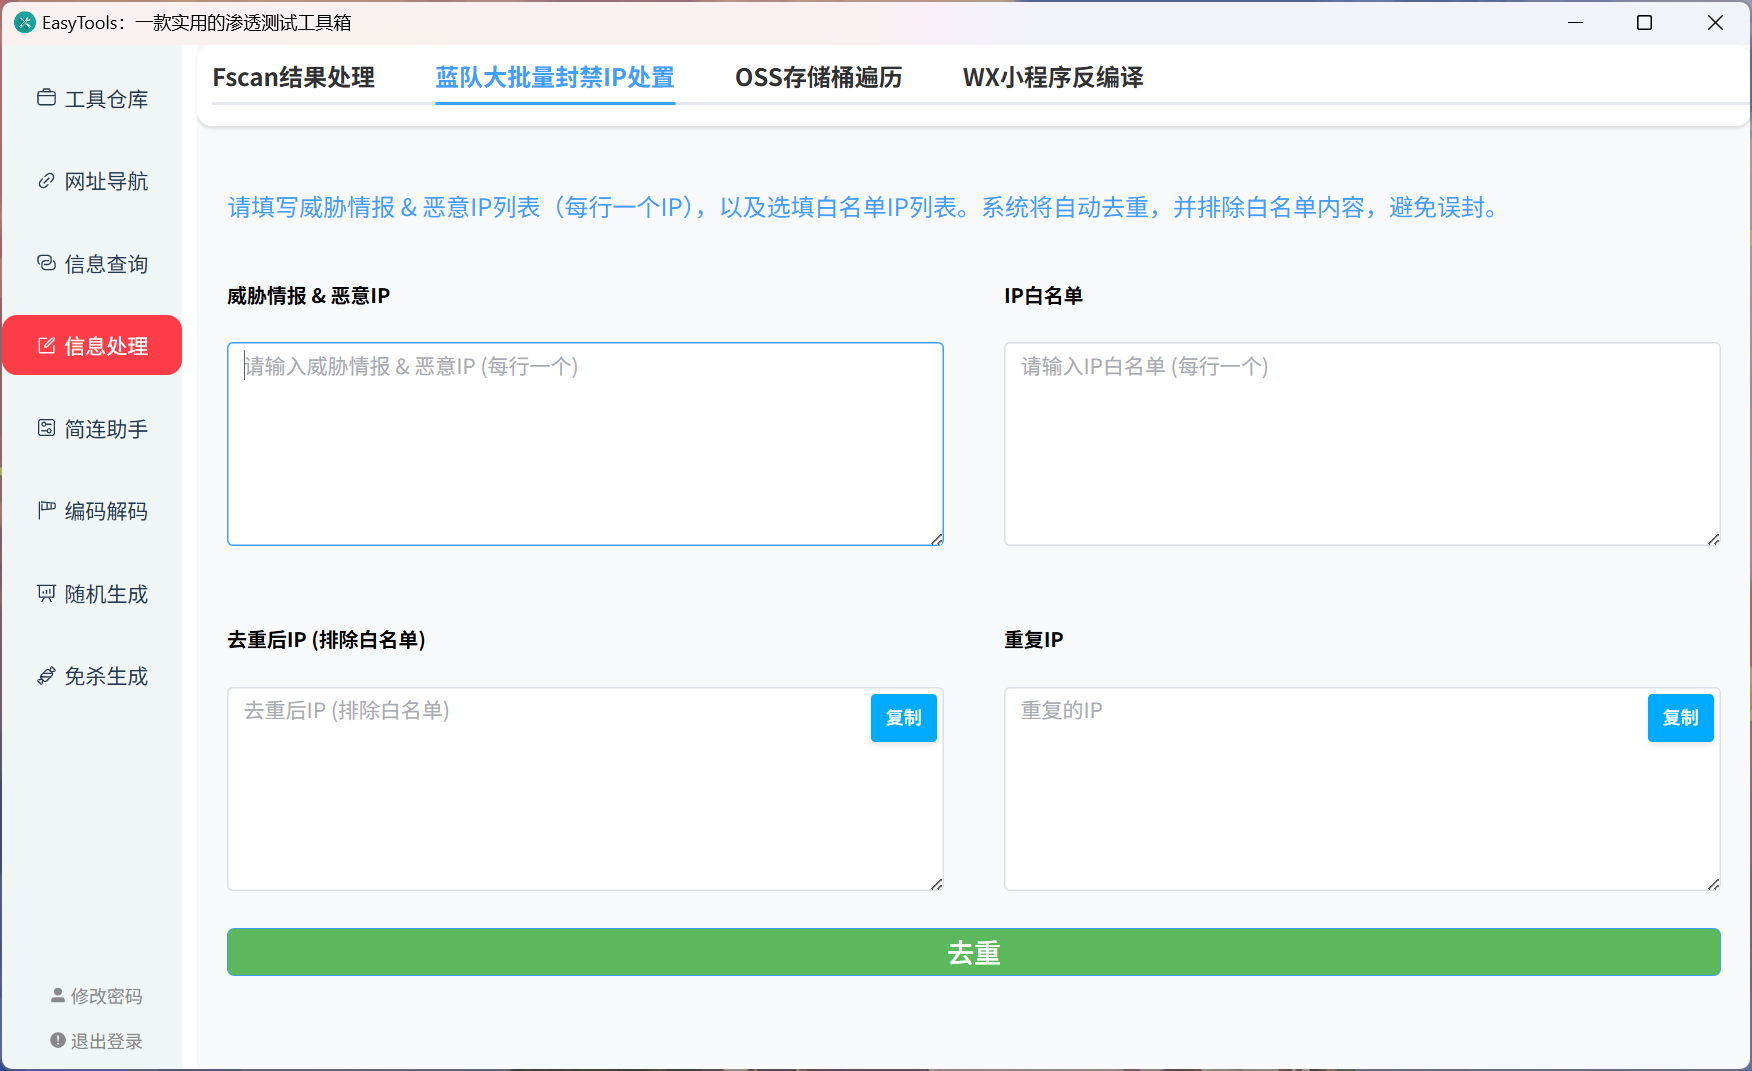 EasyTools：一款实用的渗透测试工具箱
工具仓库
网址导航
信息查询
信息处理
简连助手
编码解码
随机生成
免杀生成
修改密码
退出登录
Fscan结果处理
蓝队大批量封禁IP处置
OSS存储桶遍历
WX小程序反编译
请填写威胁情报 & 恶意IP列表（每行一个IP），以及选填白名单IP列表。系统将自动去重，并排除白名单内容，避免误封。
威胁情报 & 恶意IP
IP白名单
请输入威胁情报 & 恶意IP (每行一个)
请输入IP白名单 (每行一个)
去重后IP (排除白名单)
重复IP
去重后IP (排除白名单)
复制
重复的IP
复制
去重